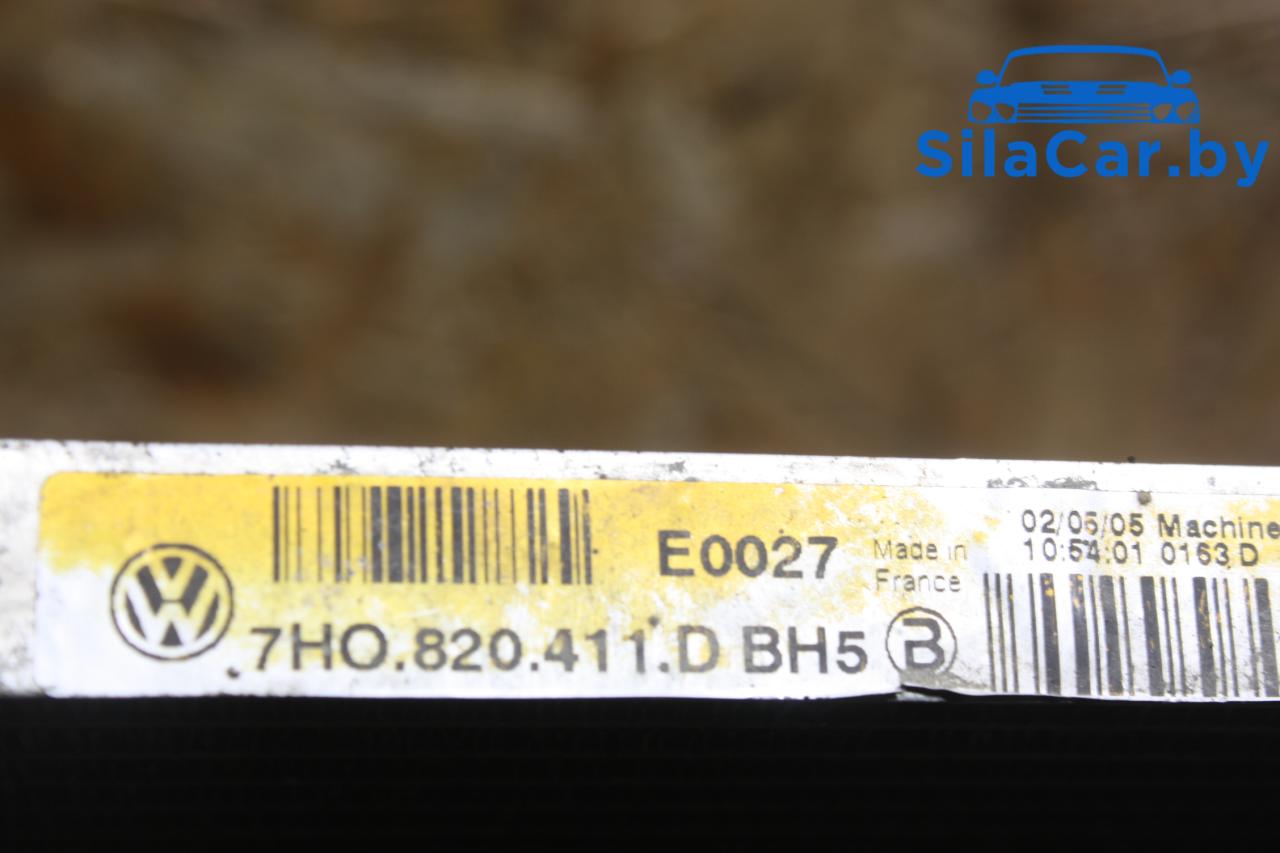 SilaCar.by
E0027
Made in
France
02/05/05 Machine
10:54:01 0163 D
7HO.820.411.D BH5 B